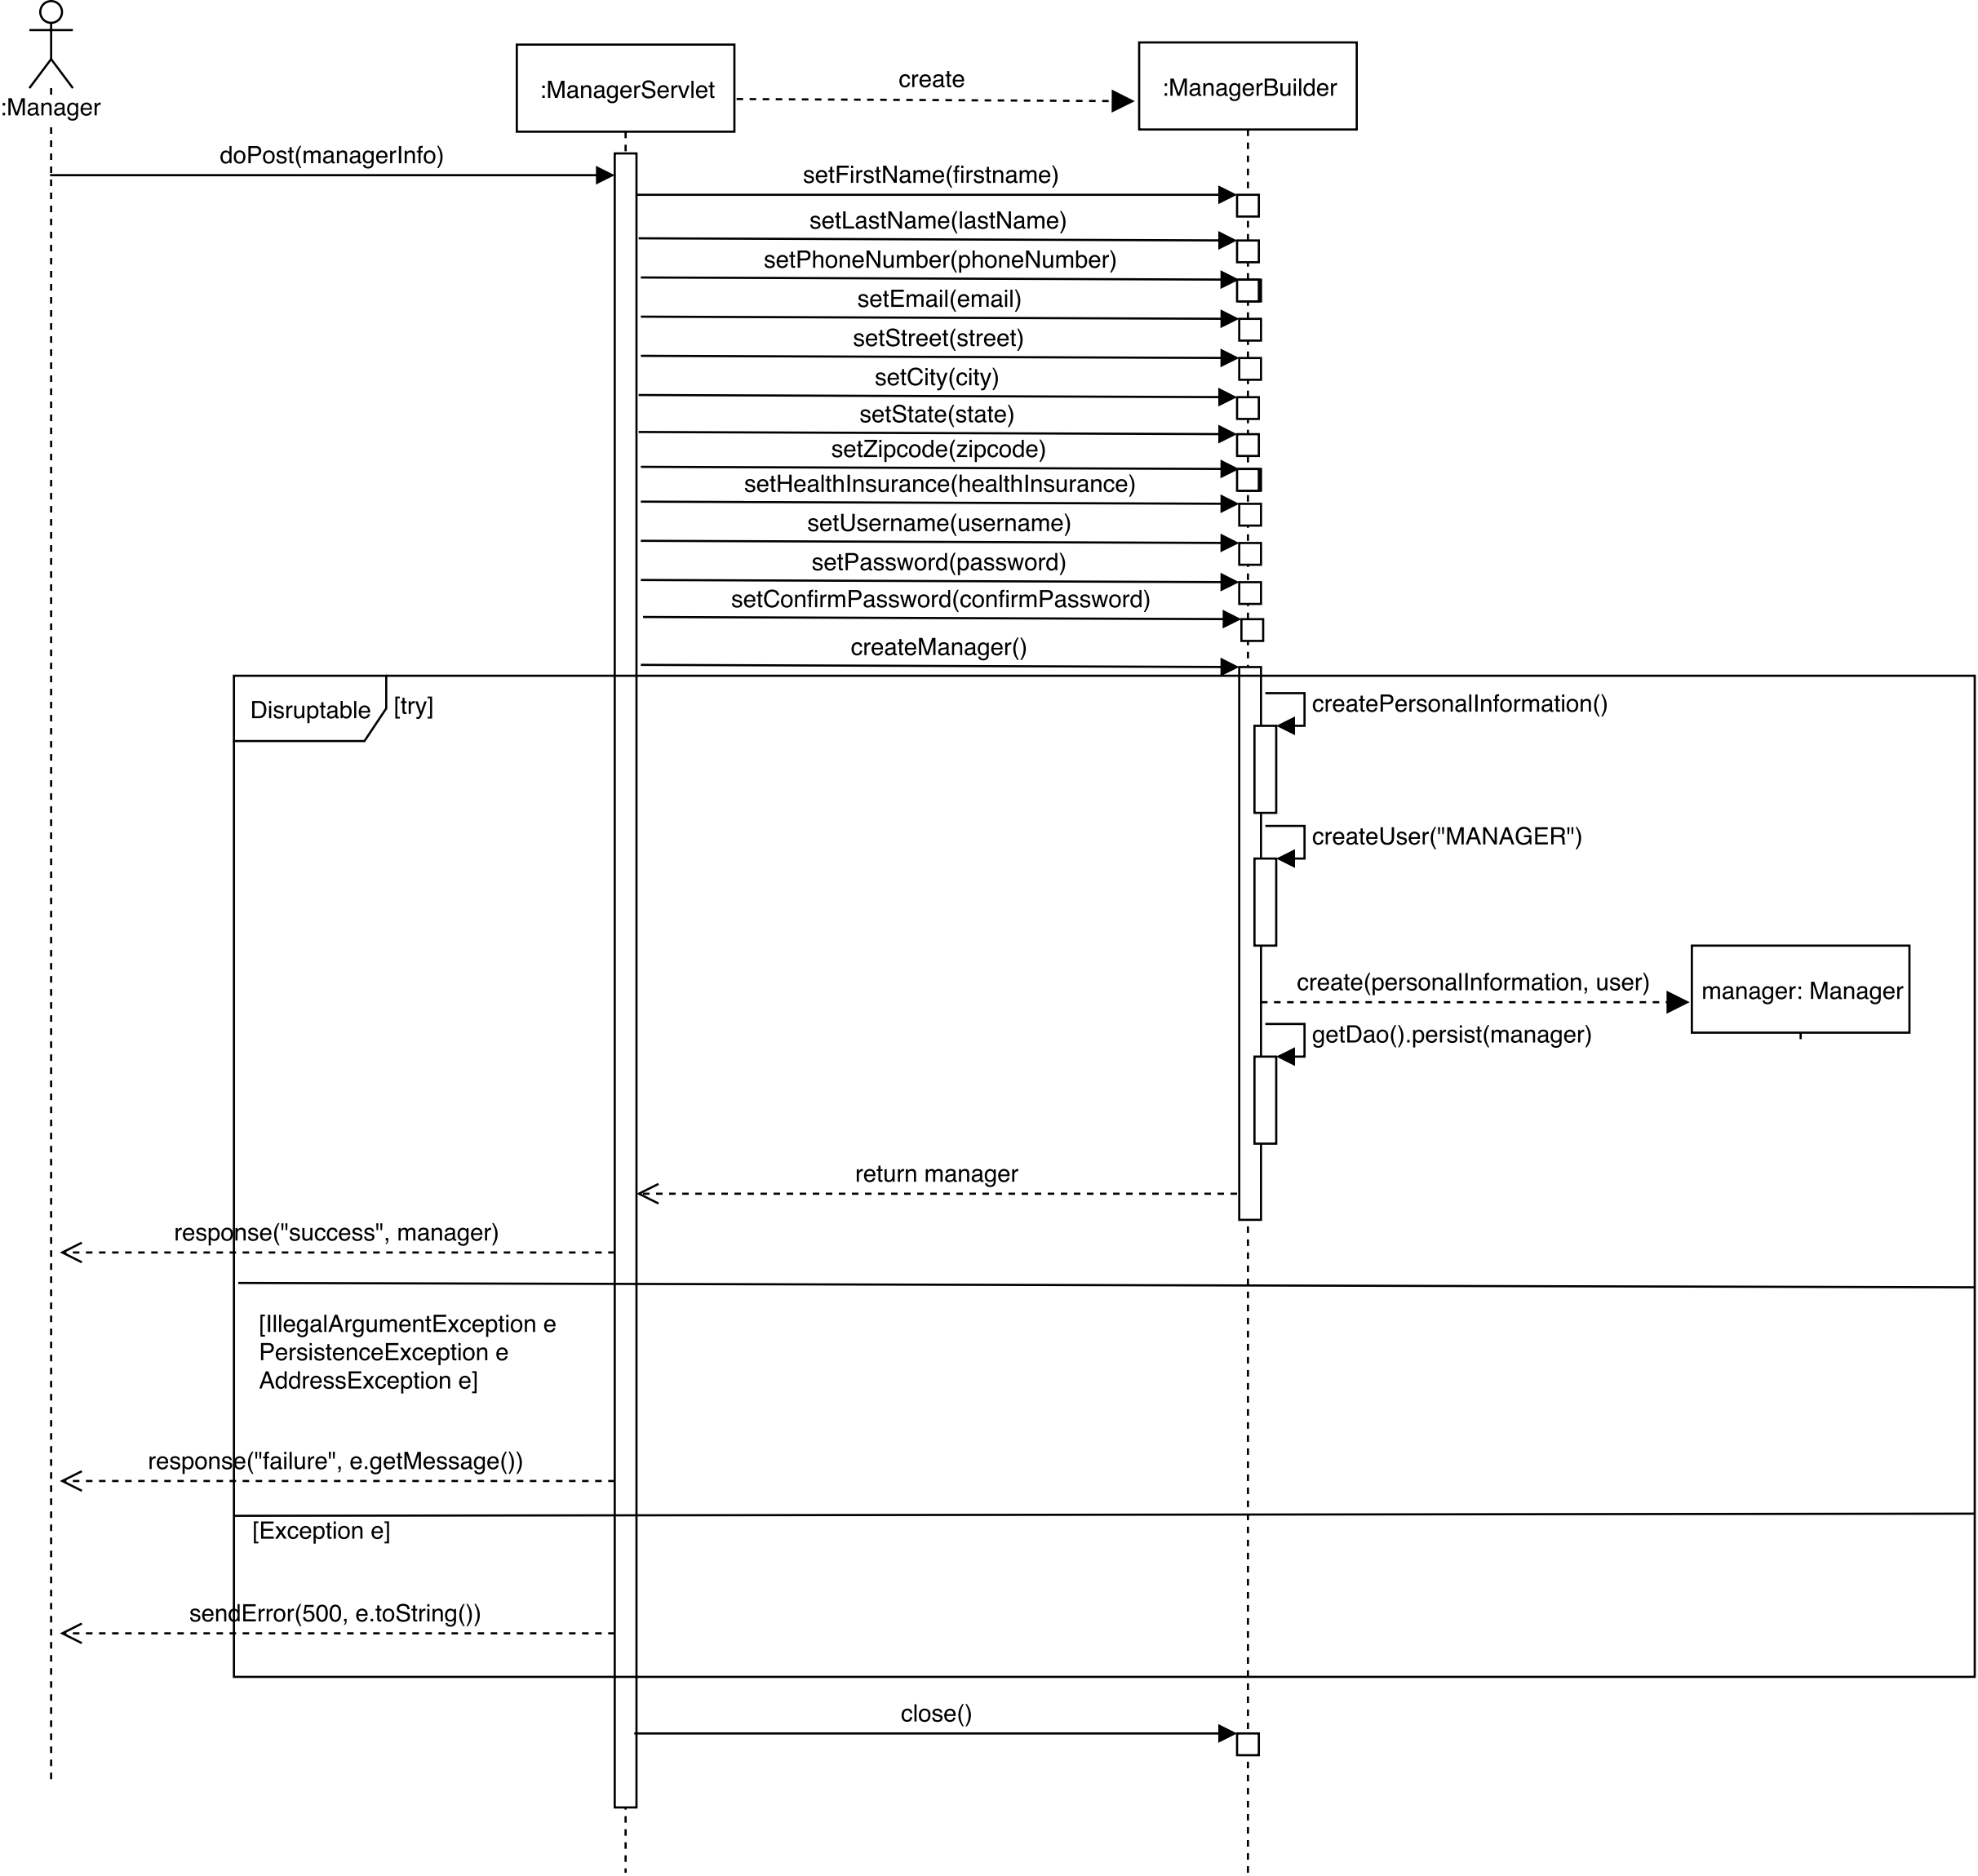 :Manager
:ManagerServlet
create
:ManagerBuilder
doPost(managerInfo)
setFirstName(firstname)
setLastName(lastName)
setPhoneNumber(phoneNumber)
setEmail(email)
setStreet(street)
setCity(city)
setState(state)
setZipcode(zipcode)
setHealthInsurance(healthInsurance)
setUsername(username)
setPassword(password)
setConfirmPassword(confirmPassword)
createManager()
Disruptable
[try]
createPersonalInformation()
createUser("MANAGER")
create(personalInformation, user)
manager: Manager
getDao().persist(manager)
return manager
response("success", manager)
[IllegalArgumentException e
PersistenceException e
AddressException e]
response("failure", e.getMessage())
[Exception e]
sendError(500, e.toString())
close()